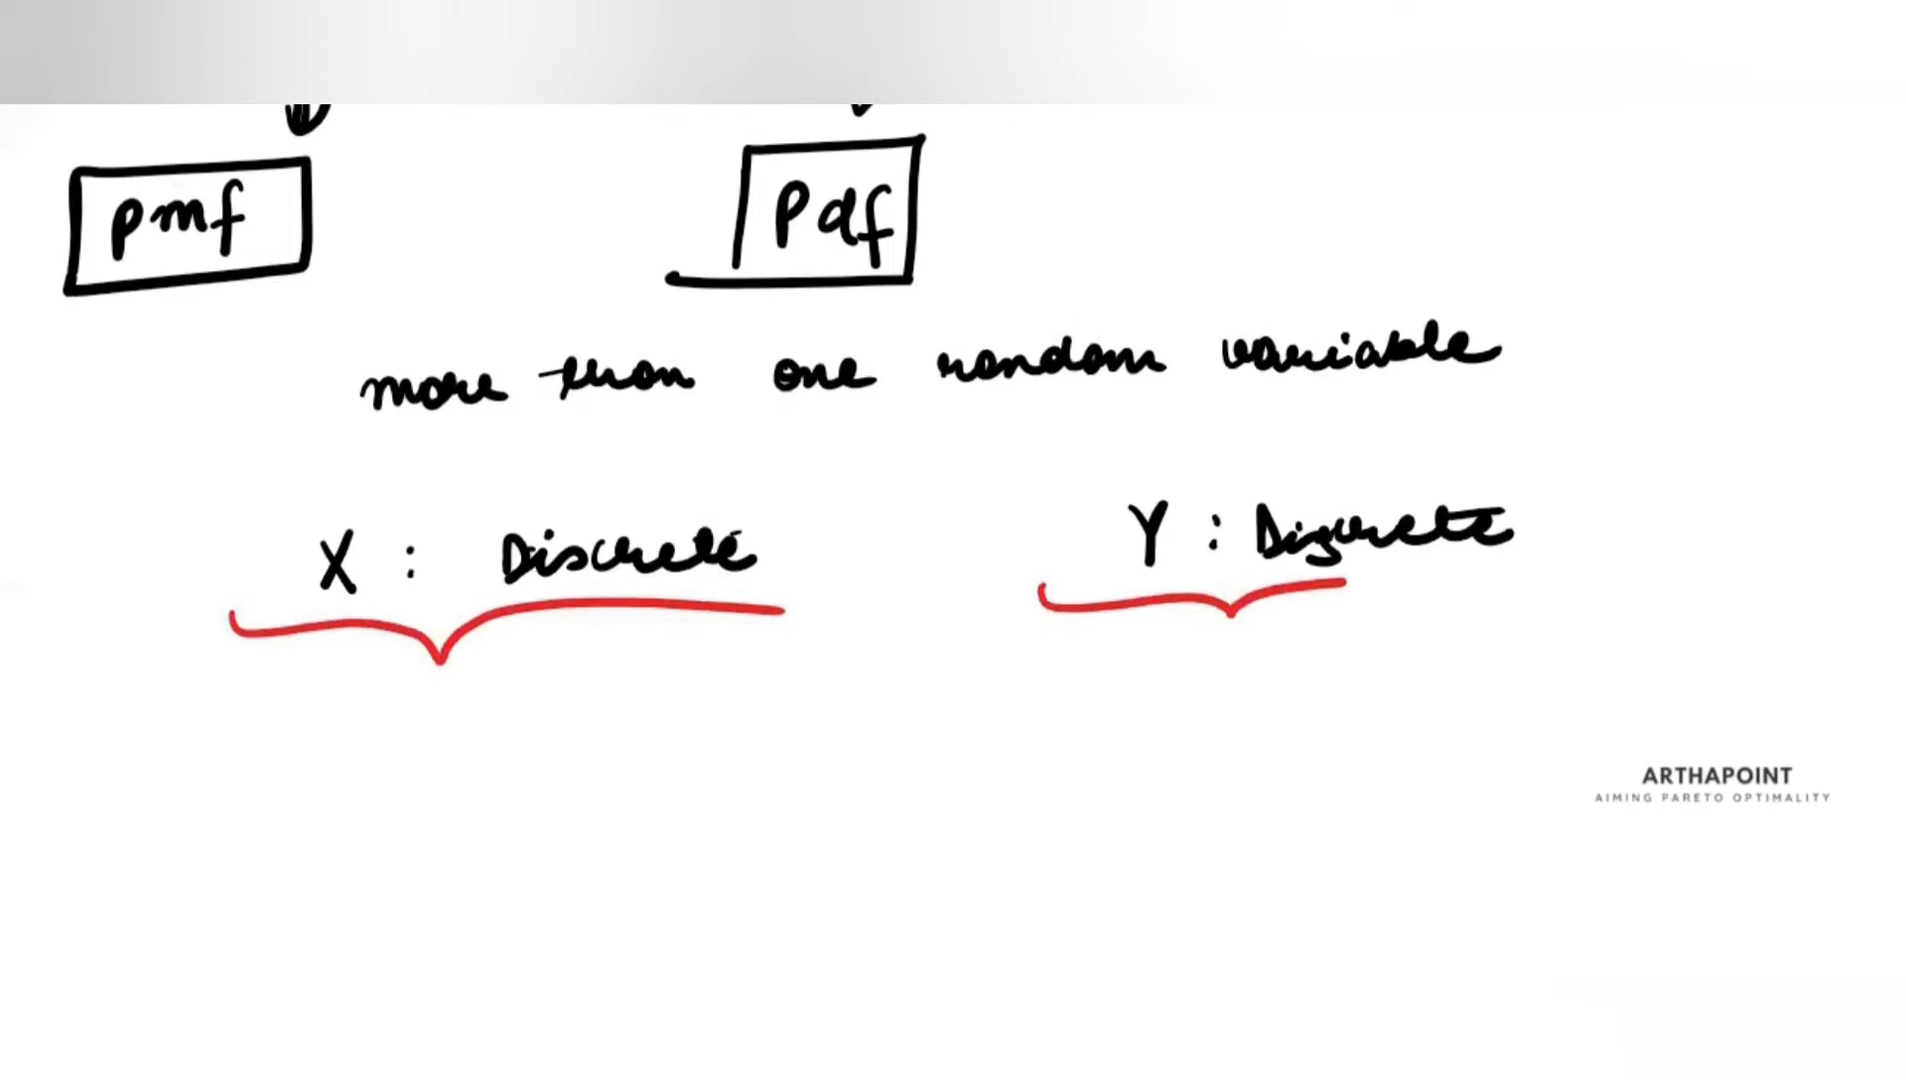 pmf Pdf
more than one random variable
X : Discrete Y : Discrete
ARTHAPOINT
AIMING PARETO OPTIMALITY